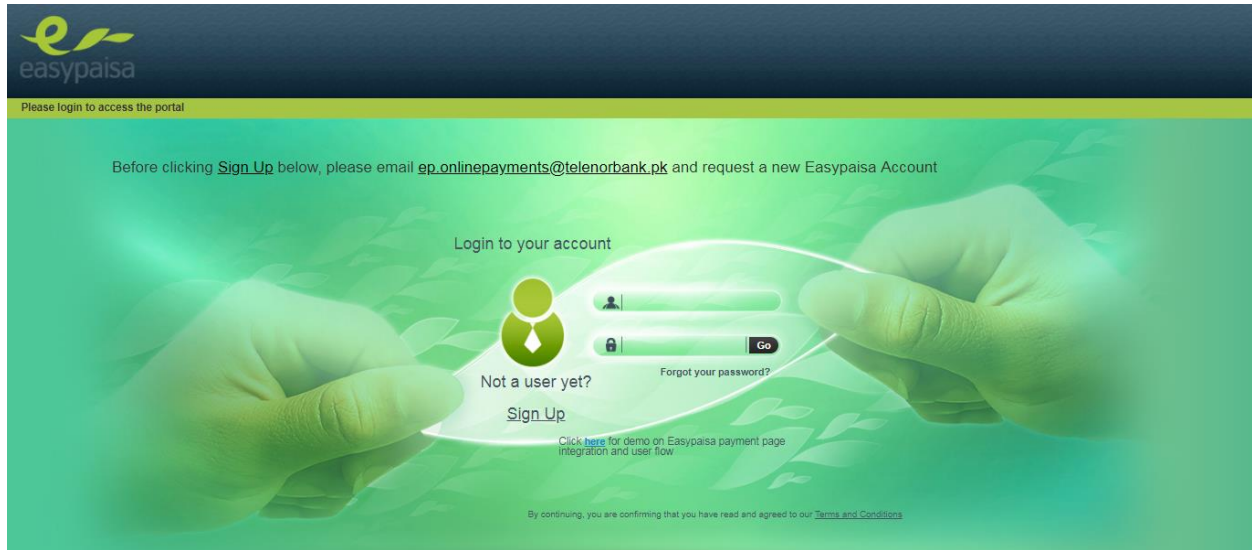 easypaisa
Please login to access the portal
Before clicking Sign Up below, please email ep.onlinepayments@telenorbank.pk and request a new Easypaisa Account
Login to your account
Go
Forgot your password?
Not a user yet?
Sign Up
Click here for demo on Easypaisa payment page
integration and user flow
By continuing, you are confirming that you have read and agreed to our Terms and Conditions